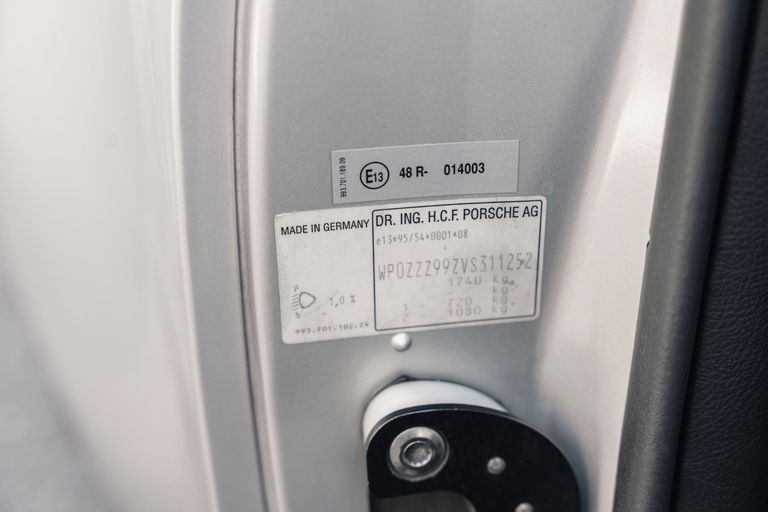 993.701.169.09
E13 48 R- 014003
MADE IN GERMANY
DR. ING. H.C.F. PORSCHE AG
e13*95/54*0001*08
WP0ZZZ99ZVS311252
1740 kg
- kg
1 - 720 kg
2 - 1080 kg
1,0 %
993.701.102.24